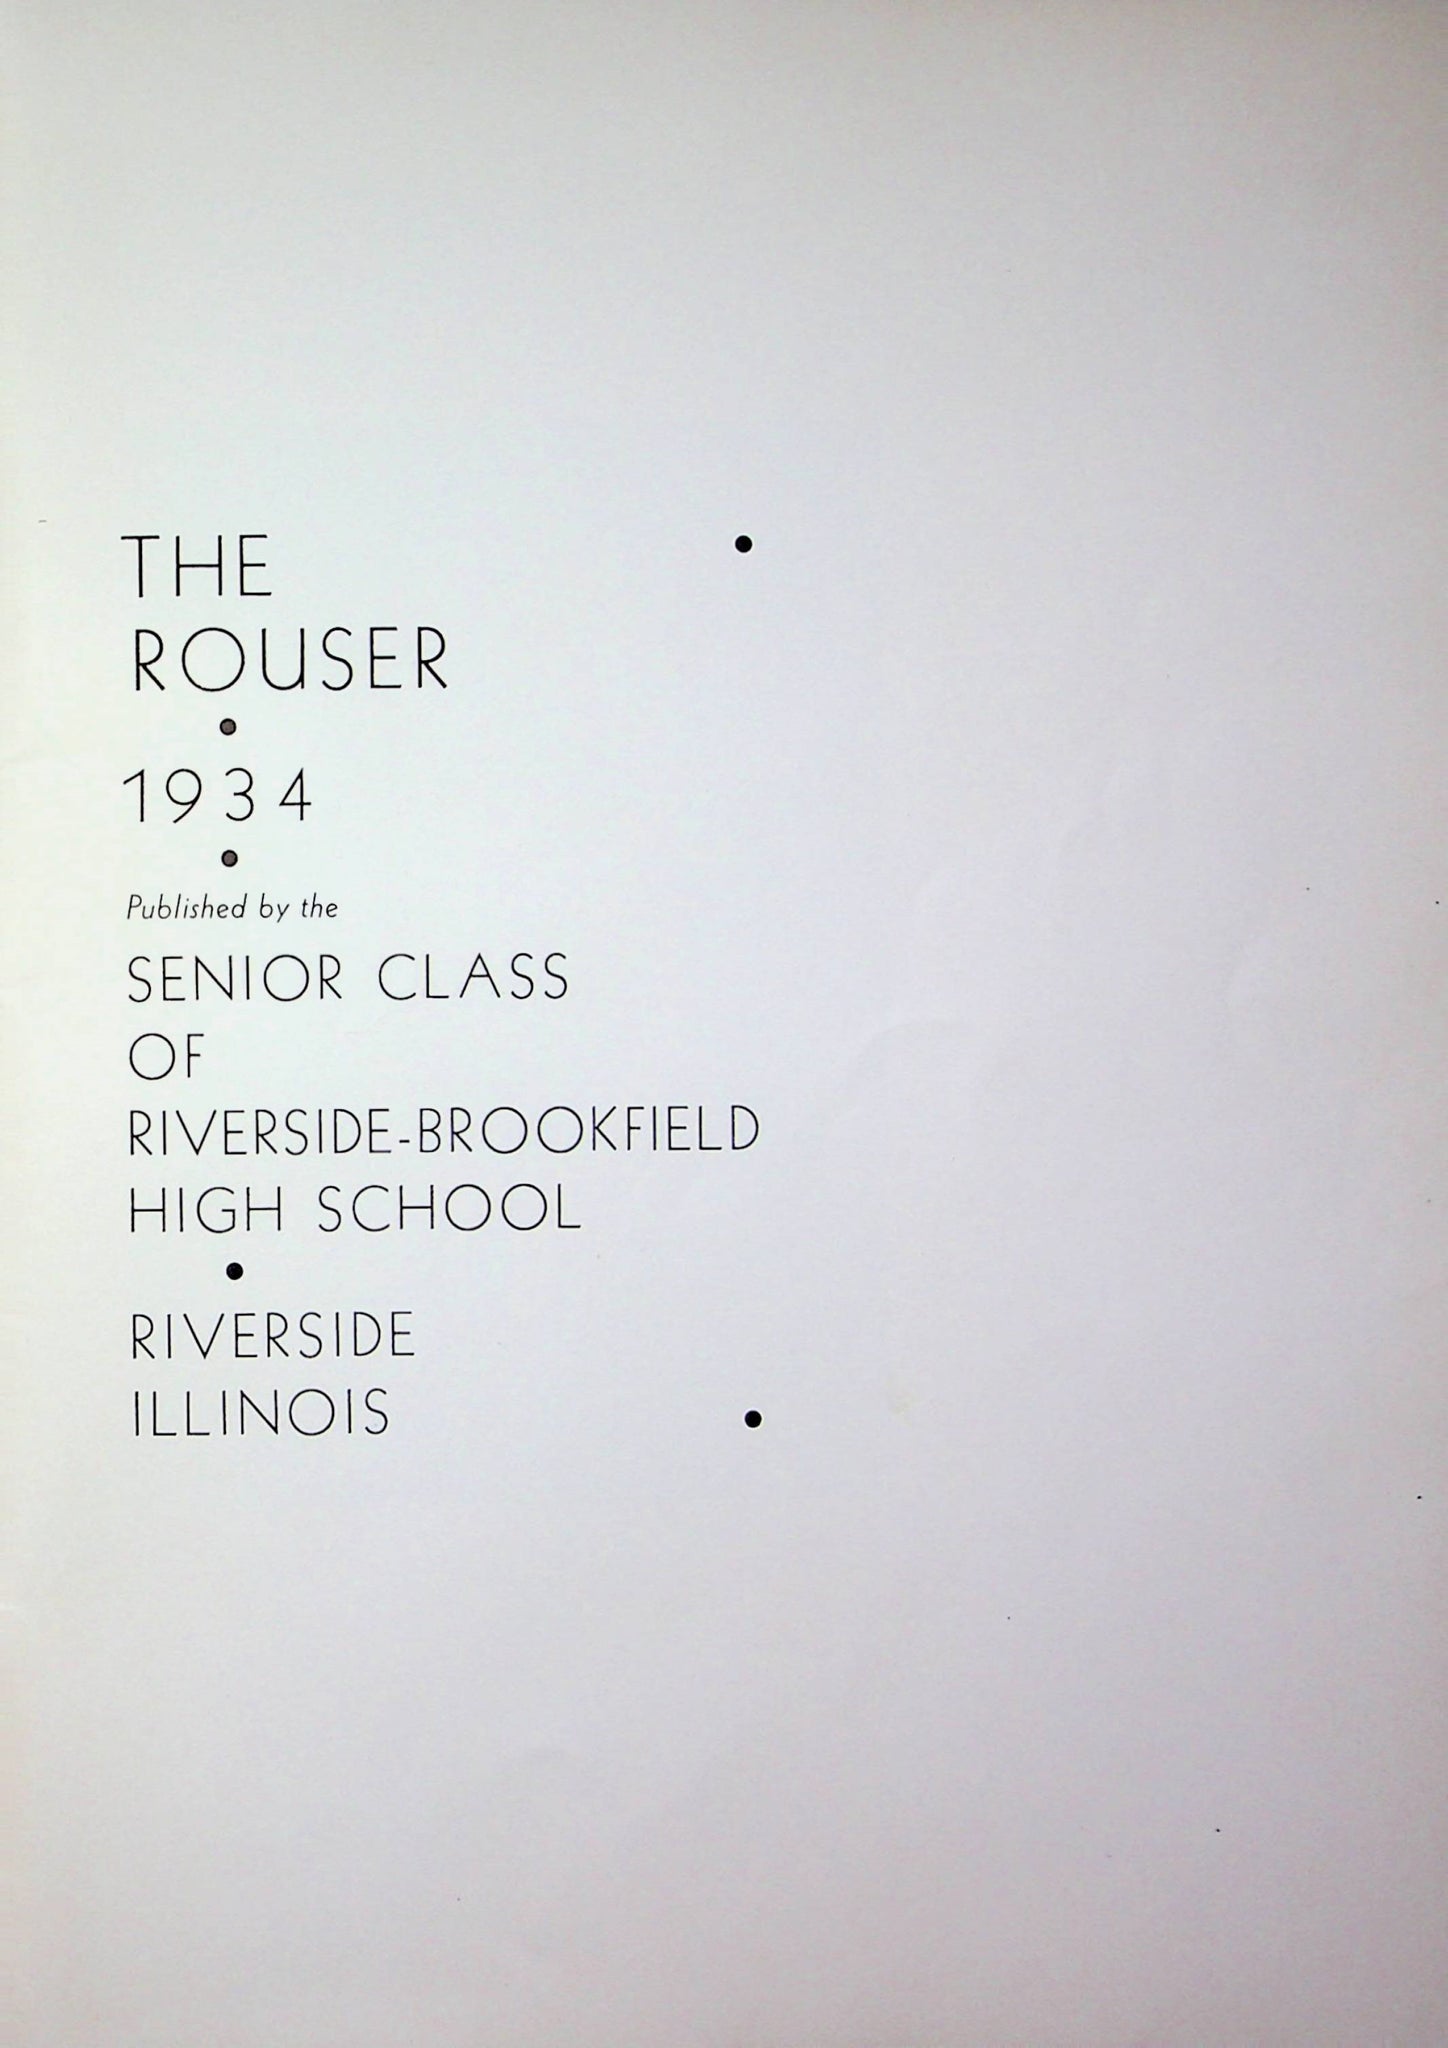 THE
ROUSER
1934
Published by the
SENIOR CLASS
OF
RIVERSIDE-BROOKFIELD
HIGH SCHOOL
RIVERSIDE
ILLINOIS